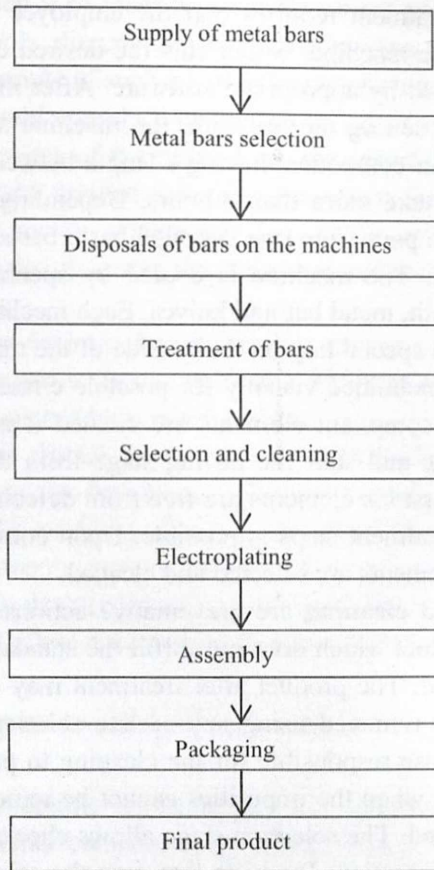 Supply of metal bars
Metal bars selection
Disposals of bars on the machines
Treatment of bars
Selection and cleaning
Electroplating
Assembly
Packaging
Final product